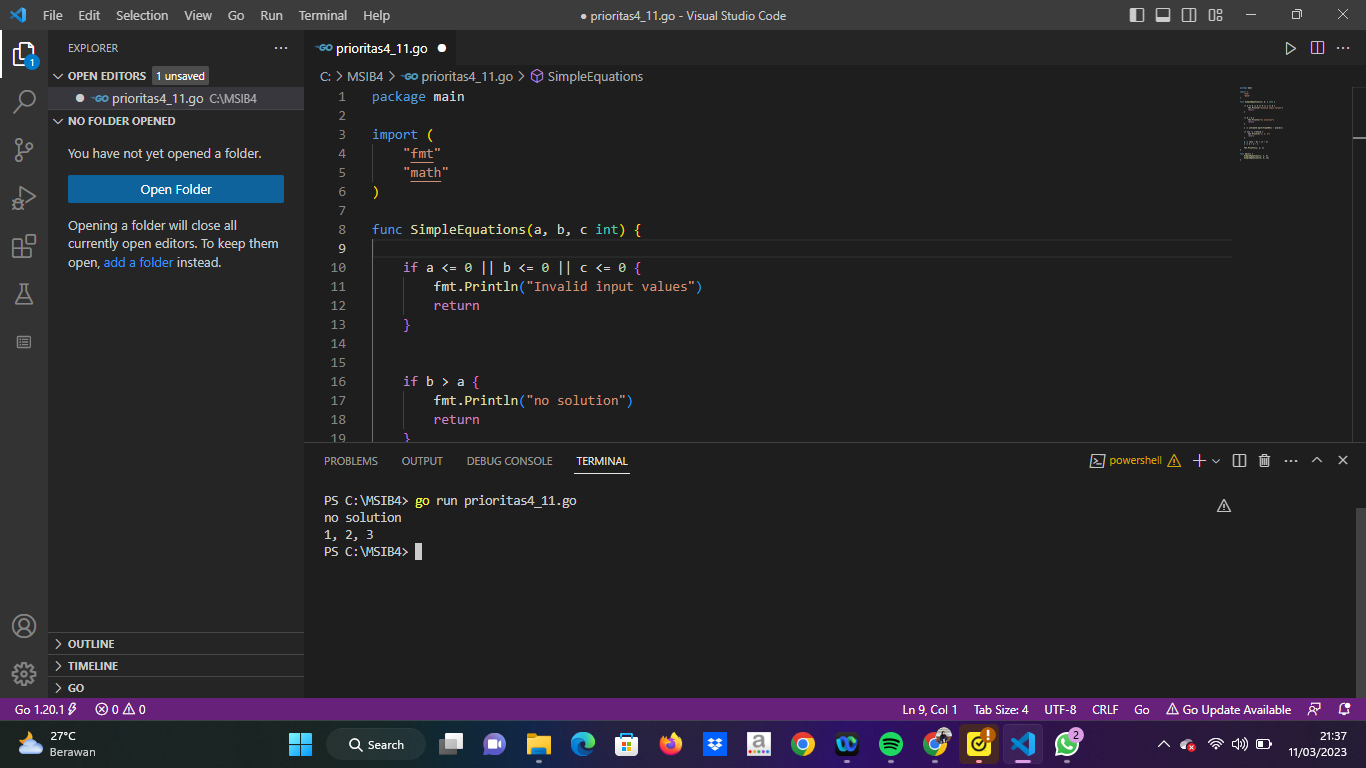 File Edit Selection View Go Run Terminal Help
● prioritas4_11.go - Visual Studio Code
EXPLORER
OPEN EDITORS 1 unsaved
prioritas4_11.go C:\MSIB4
NO FOLDER OPENED
You have not yet opened a folder.
Open Folder
Opening a folder will close all
currently open editors. To keep them
open, add a folder instead.
OUTLINE
TIMELINE
GO
1
GO prioritas4_11.go
C: > MSIB4 > GO prioritas4_11.go > SimpleEquations
1 package main
2
3 import (
4 "fmt"
5 "math"
6 )
7
8 func SimpleEquations(a, b, c int) {
9
10 if a <= 0 || b <= 0 || c <= 0 {
11 fmt.Println("Invalid input values")
12 return
13 }
14
15
16 if b > a {
17 fmt.Println("no solution")
18 return
19 }
PROBLEMS OUTPUT DEBUG CONSOLE TERMINAL
powershell
PS C:\MSIB4> go run prioritas4_11.go
no solution
1, 2, 3
PS C:\MSIB4>
Go 1.20.1 0 0
Ln 9, Col 1 Tab Size: 4 UTF-8 CRLF Go Go Update Available
27°C
Berawan
Search
2
21:37
11/03/2023